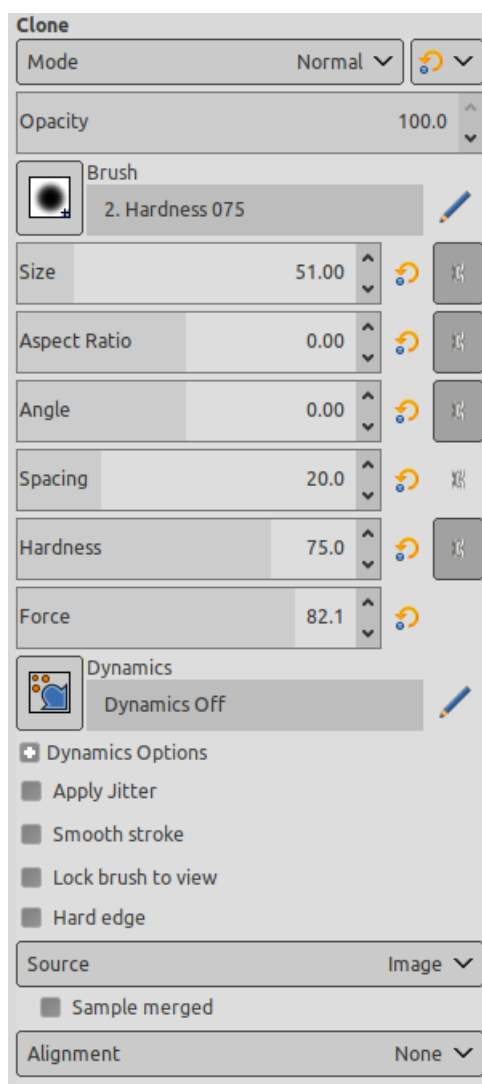 Clone
Mode Normal
Opacity 100.0
Brush
2. Hardness 075
Size 51.00
Aspect Ratio 0.00
Angle 0.00
Spacing 20.0
Hardness 75.0
Force 82.1
Dynamics
Dynamics Off
Dynamics Options
Apply Jitter
Smooth stroke
Lock brush to view
Hard edge
Source Image
Sample merged
Alignment None